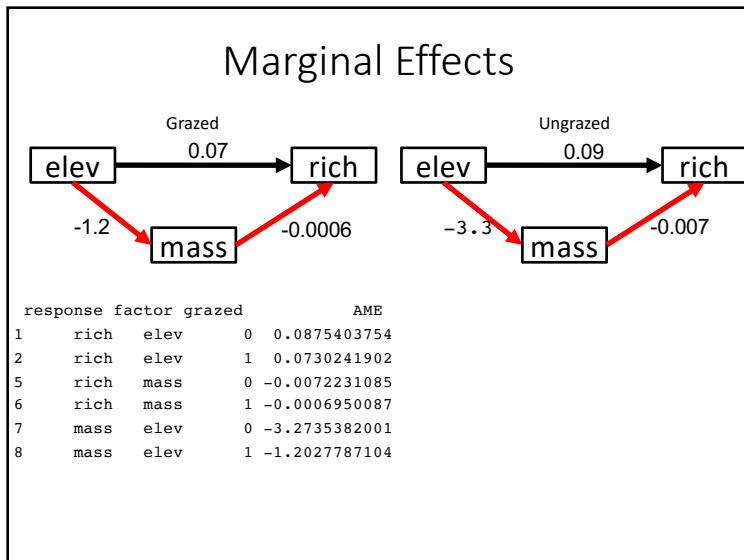 Marginal Effects
Grazed
0.07
elev
rich
-1.2
-0.0006
mass
Ungrazed
0.09
elev
rich
-3.3
-0.007
mass
response factor grazed AME
1 rich elev 0 0.0875403754
2 rich elev 1 0.0730241902
5 rich mass 0 -0.0072231085
6 rich mass 1 -0.0006950087
7 mass elev 0 -3.2735382001
8 mass elev 1 -1.2027787104